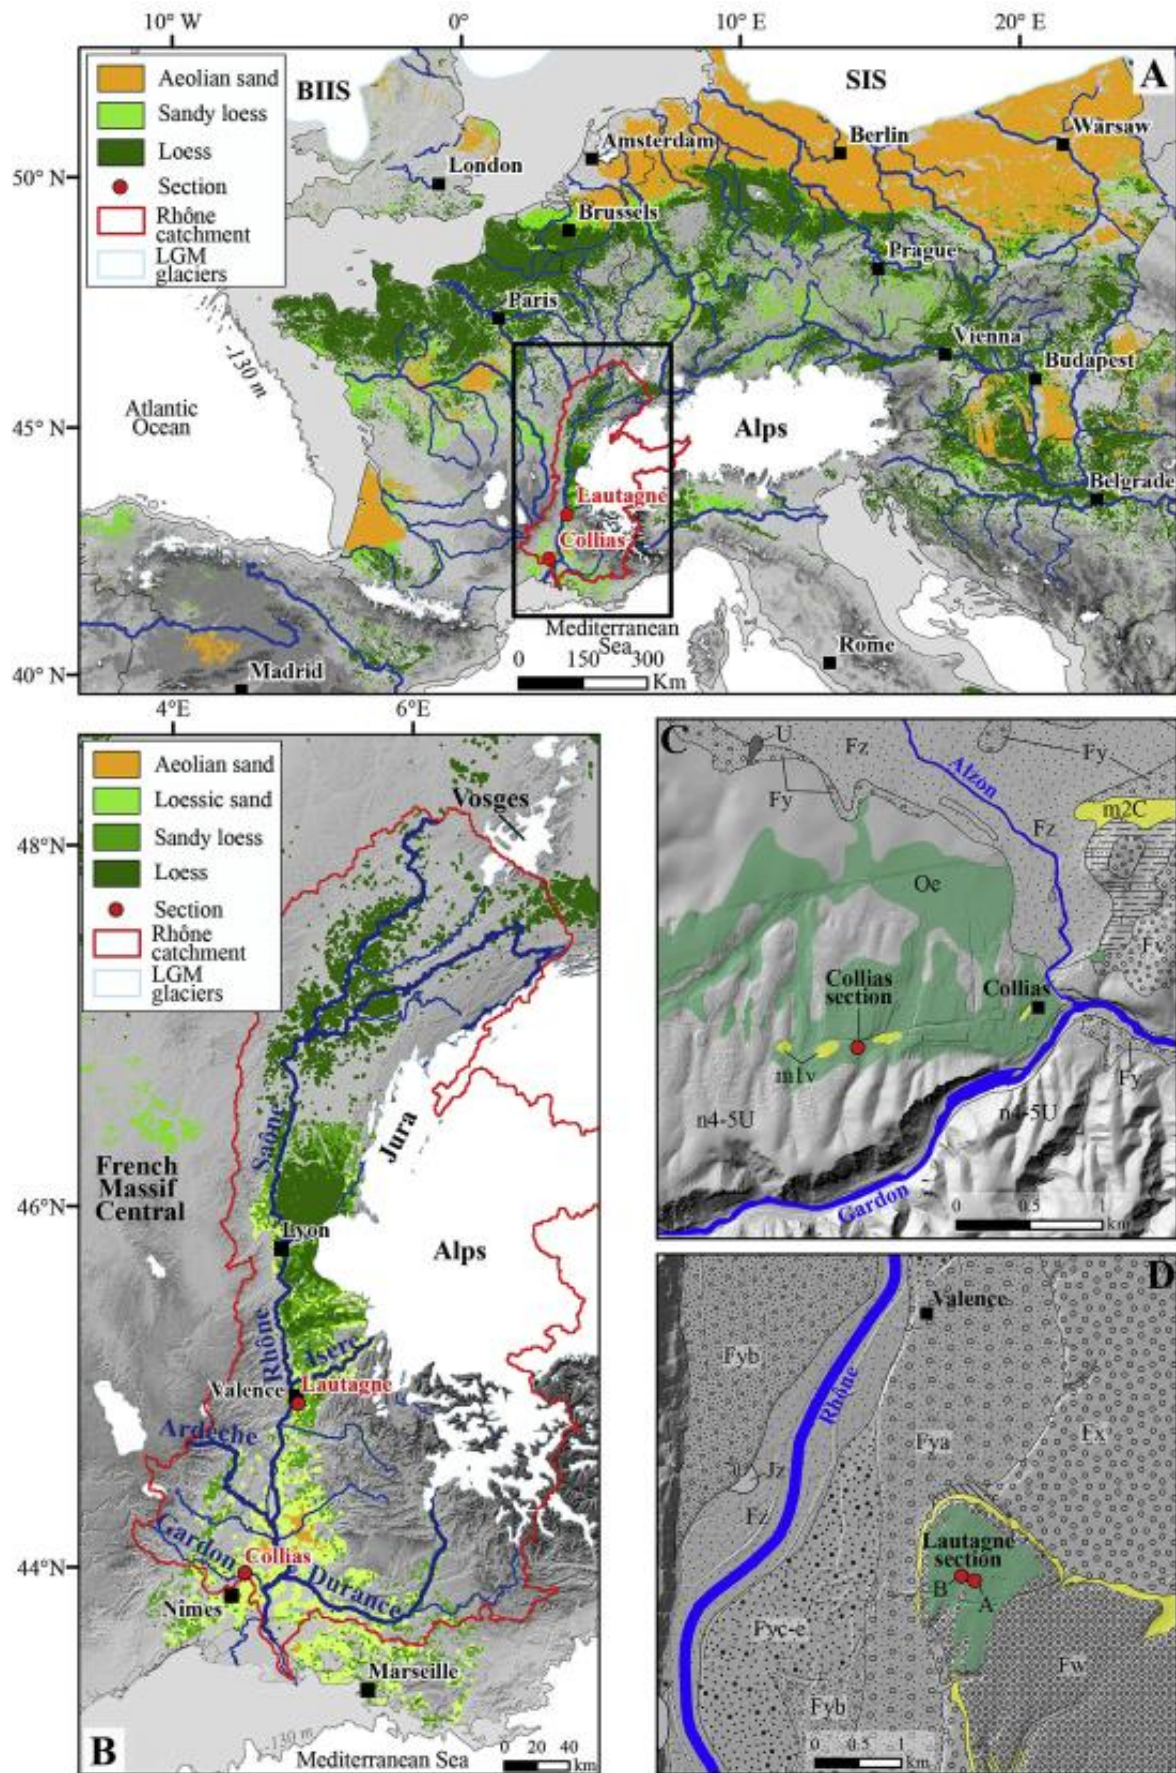 10° W
0°
10° E
20° E
50° N
45° N
40° N
A
Aeolian sand
Sandy loess
Loess
Section
Rhône
catchment
LGM
glaciers
BIIS
SIS
London
Amsterdam
Berlin
Warsaw
Brussels
Prague
Paris
Vienna
Budapest
-130 m
Atlantic
Ocean
Alps
Belgrade
Lautagne
Collias
Mediterranean
Sea
0 150 300
Km
Madrid
Rome
4°E
6°E
48°N
46°N
44°N
Aeolian sand
Loessic sand
Sandy loess
Loess
Section
Rhône
catchment
LGM
glaciers
Vosges
Saône
Jura
French
Massif
Central
Lyon
Alps
Rhône
Isère
Valence
Lautagne
Ardèche
Gardon
Collias
Durance
Nîmes
Marseille
-130 m
B
Mediterranean Sea
0 20 40
km
C
U
Fz
Fy
Fy
Alzon
m2C
Fz
Oe
Fv
Collias
section
Collias
m1v
Fy
n4-5U
n4-5U
Gardon
0 0.5 1
km
D
Valence
Fyb
Rhône
Fya
Jz
Fz
Lautagne
section
B
A
Fyc-e
Fw
Fyb
0 0.5 1
km